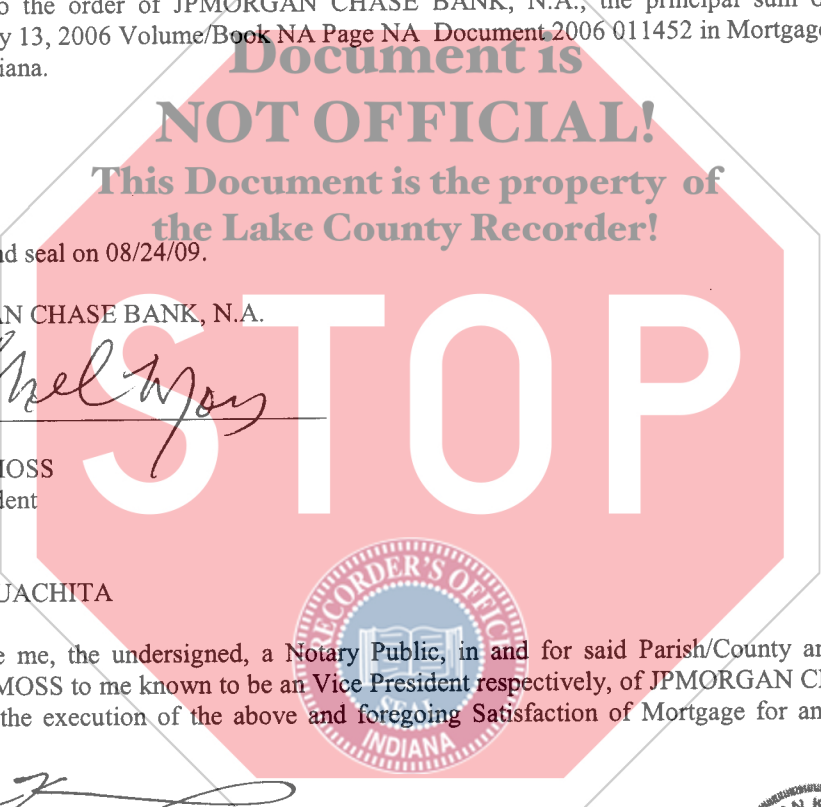 o the order of JPMORGAN CHASE BANK, N.A., the principal sum
y 13, 2006 Volume/Book NA Page NA Document 2006 011452 in Mortgage
iana.
Document is
NOT OFFICIAL!
This Document is the property of
the Lake County Recorder!
nd seal on 08/24/09.
AN CHASE BANK, N.A.
STOP
MOSS
dent
UACHITA
RECORDER'S OFFICE
e me, the undersigned, a Notary Public, in and for said Parish/County an
MOSS to me known to be an Vice President respectively, of JPMORGAN C
the execution of the above and foregoing Satisfaction of Mortgage for an
SEAL
INDIANA